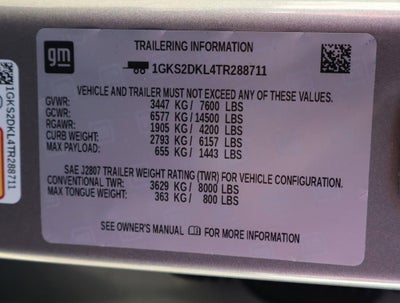 gm
TRAILERING INFORMATION
1GKS2DKL4TR288711
VEHICLE AND TRAILER MUST NOT EXCEED ANY OF THESE VALUES.
GVWR: 3447 KG / 7600 LBS
GCWR: 6577 KG / 14500 LBS
RGAWR: 1905 KG / 4200 LBS
CURB WEIGHT: 2793 KG / 6157 LBS
MAX PAYLOAD: 655 KG / 1443 LBS
SAE J2807 TRAILER WEIGHT RATING (TWR) FOR VEHICLE CONFIGURATION.
CONVENTIONAL TWR: 3629 KG / 8000 LBS
MAX TONGUE WEIGHT: 363 KG / 800 LBS
SEE OWNER'S MANUAL FOR MORE INFORMATION
1GKS2DKL4TR288711